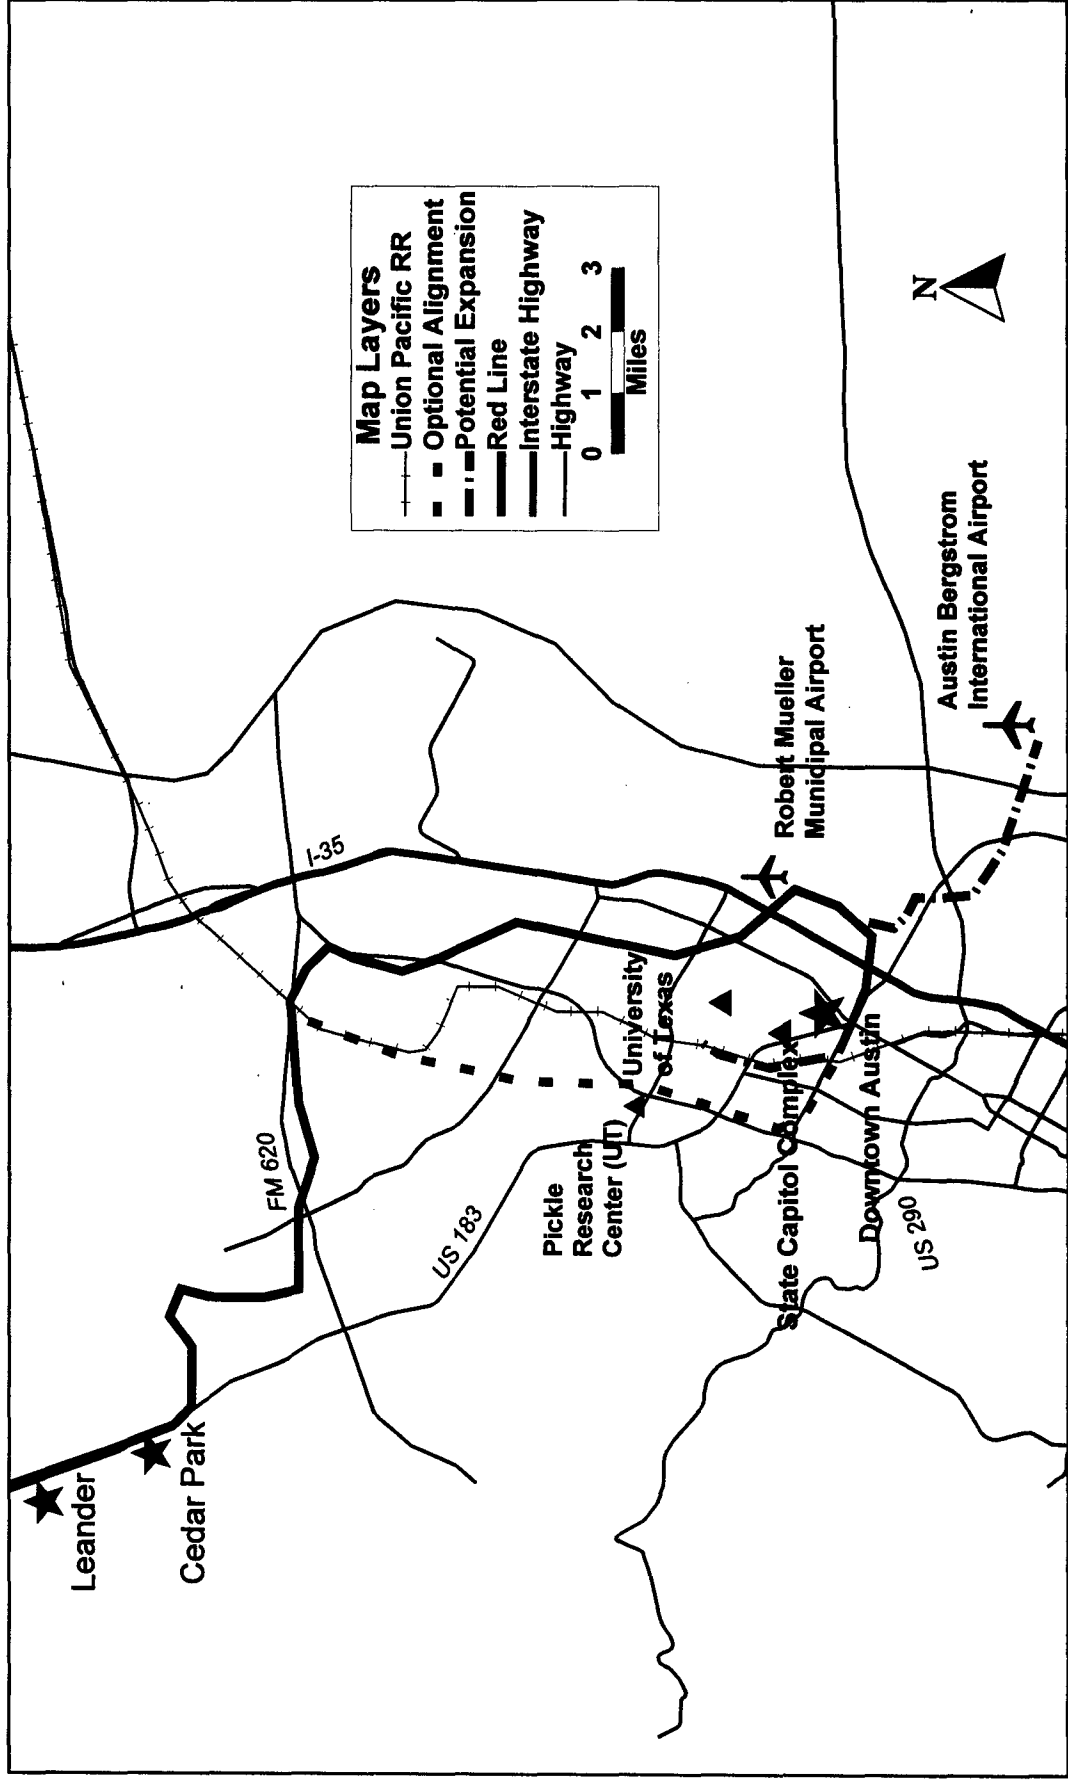 Leander
Cedar Park
FM 620
US 183
I-35
Pickle
Research
Center (UT)
University
of Texas
State Capitol Complex
Downtown Austin
US 290
Robert Mueller
Municipal Airport
Austin Bergstrom
International Airport
Map Layers
Union Pacific RR
Optional Alignment
Potential Expansion
Red Line
Interstate Highway
Highway
0 1 2 3
Miles
N